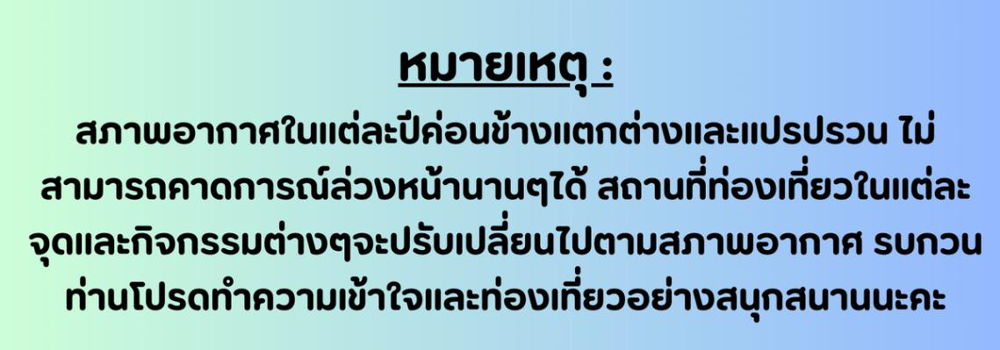 หมายเหตุ :
สภาพอากาศในแต่ละปีค่อนข้างแตกต่างและแปรปรวน ไม่
สามารถคาดการณ์ล่วงหน้านานๆได้ สถานที่ท่องเที่ยวในแต่ละ
จุดและกิจกรรมต่างๆจะปรับเปลี่ยนไปตามสภาพอากาศ รบกวน
ท่านโปรดทำความเข้าใจและท่องเที่ยวอย่างสนุกสนานนะคะ